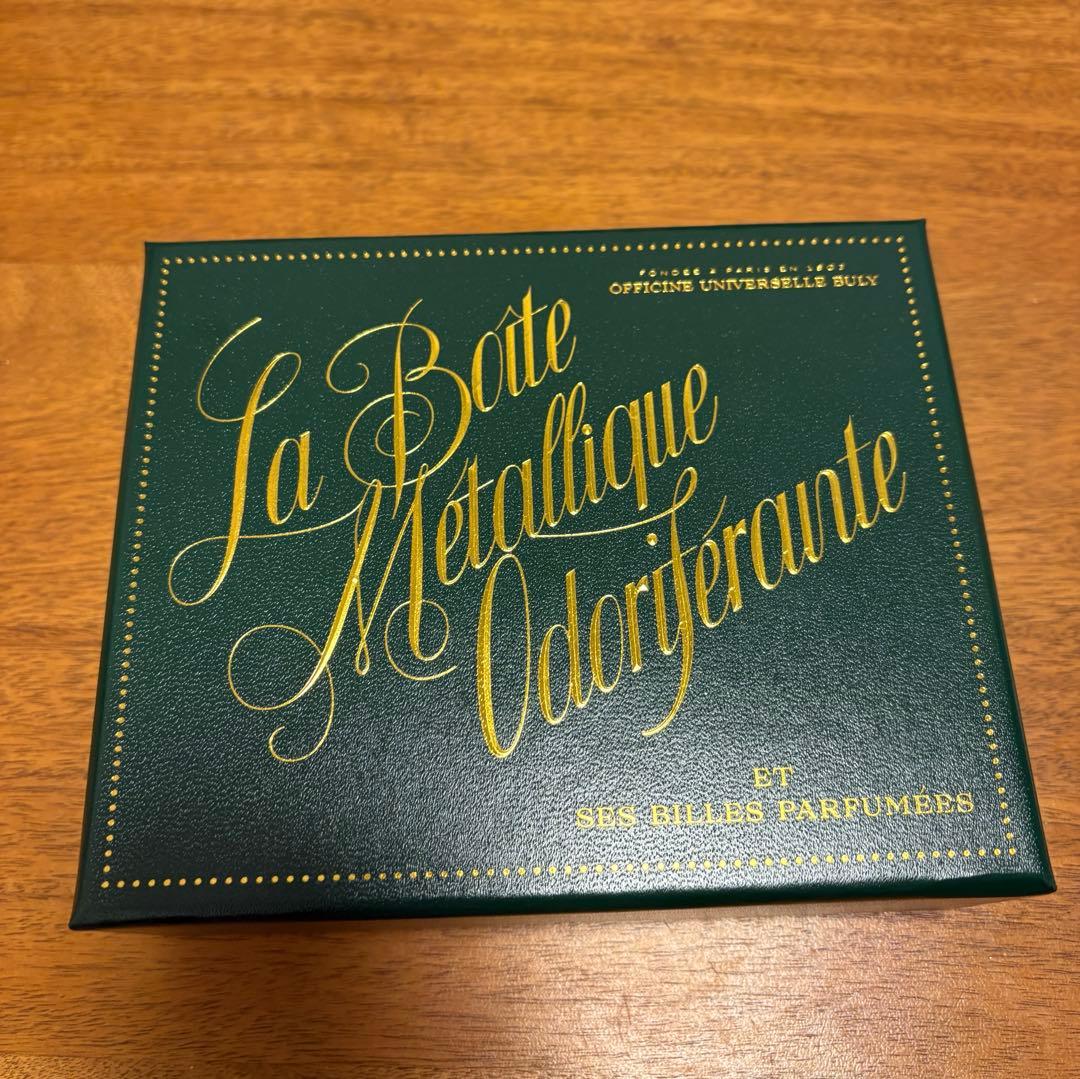 FONDÉE À PARIS EN 1803
OFFICINE UNIVERSELLE BULY
La Boîte
Métallique
Odoriférante
ET
SES BILLES PARFUMÉES